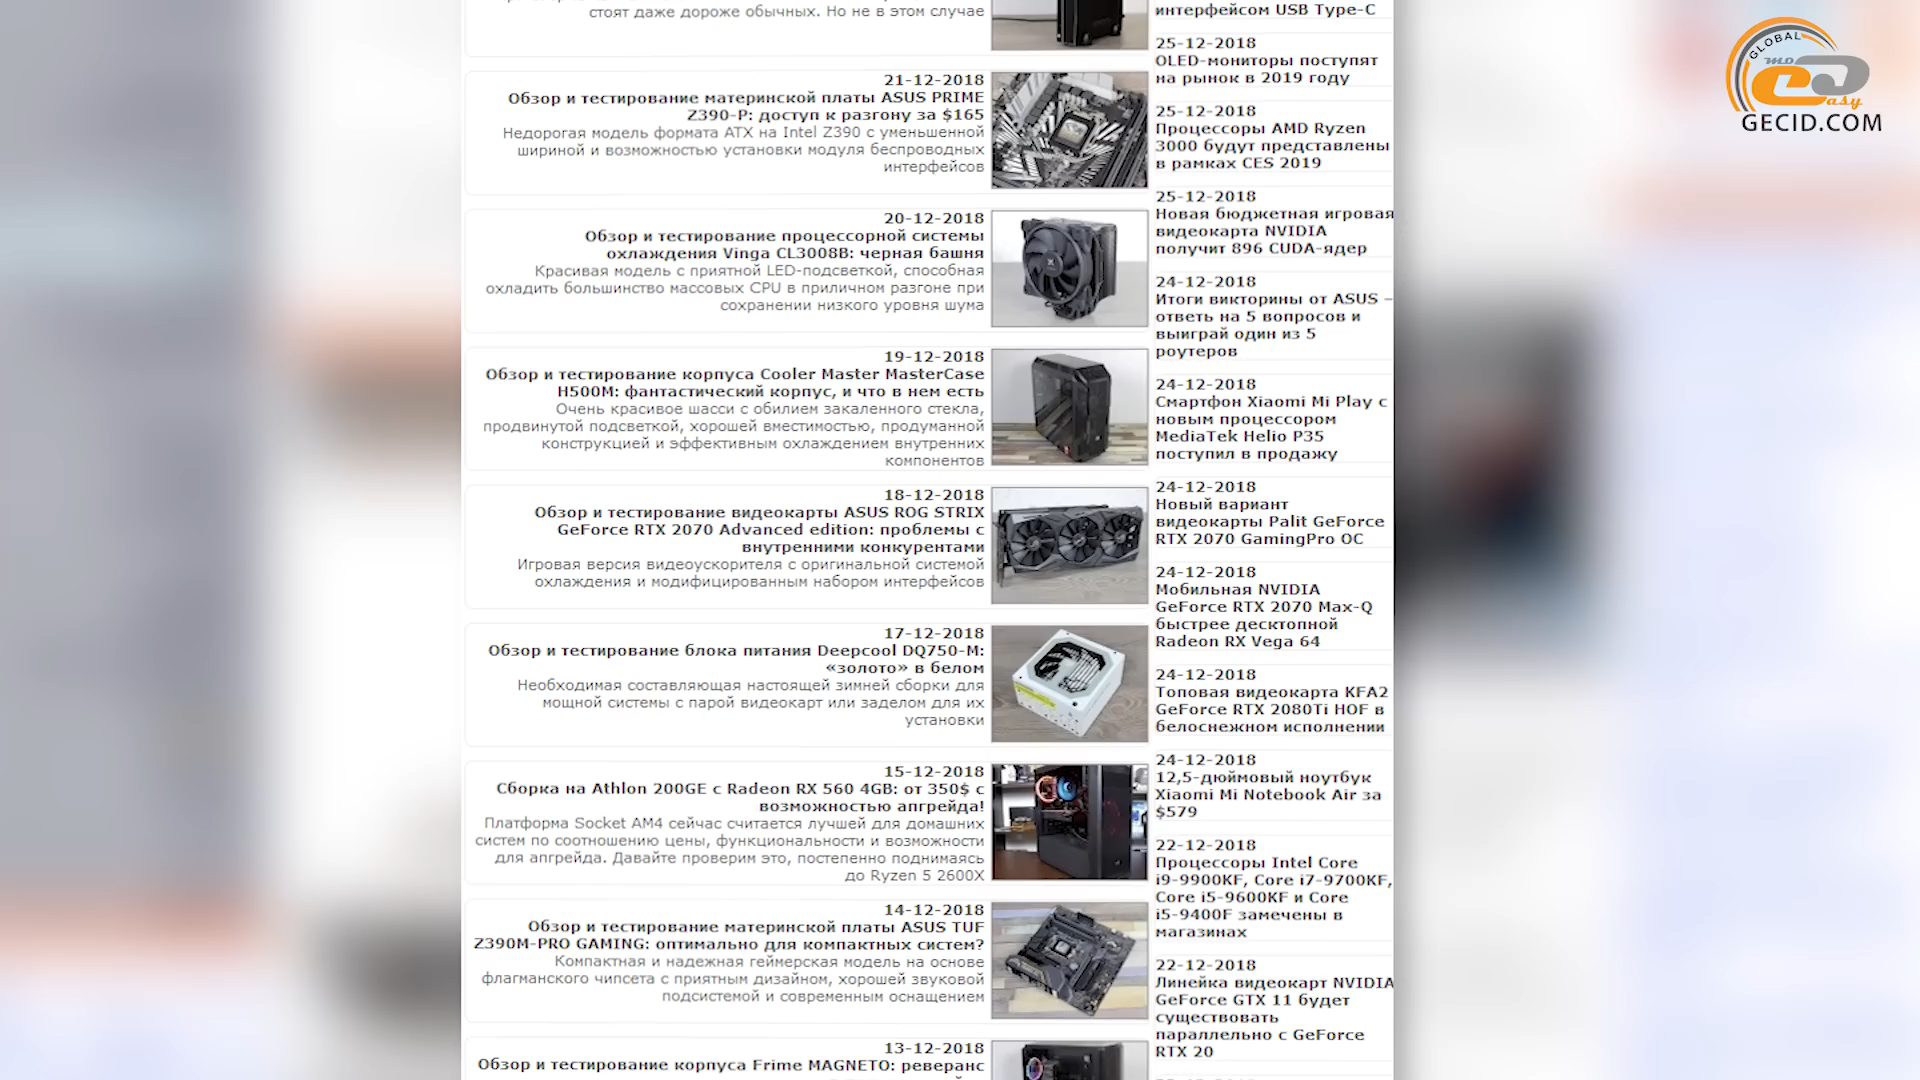 стоят даже дороже обычных. Но не в этом случае
21-12-2018
Обзор и тестирование материнской платы ASUS PRIME
Z390-P: доступ к разгону за $165
Недорогая модель формата ATX на Intel Z390 с уменьшенной
шириной и возможностью установки модуля беспроводных
интерфейсов
20-12-2018
Обзор и тестирование процессорной системы
охлаждения Vinga CL3008B: черная башня
Красивая модель с приятной LED-подсветкой, способная
охладить большинство массовых CPU в приличном разгоне при
сохранении низкого уровня шума
19-12-2018
Обзор и тестирование корпуса Cooler Master MasterCase
H500M: фантастический корпус, и что в нем есть
Очень красивое шасси с обилием закаленного стекла,
продвинутой подсветкой, хорошей вместимостью, продуманной
конструкцией и эффективным охлаждением внутренних
компонентов
18-12-2018
Обзор и тестирование видеокарты ASUS ROG STRIX
GeForce RTX 2070 Advanced edition: проблемы с
внутренними конкурентами
Игровая версия видеоускорителя с оригинальной системой
охлаждения и модифицированным набором интерфейсов
17-12-2018
Обзор и тестирование блока питания Deepcool DQ750-M:
«золото» в белом
Необходимая составляющая настоящей зимней сборки для
мощной системы с парой видеокарт или заделом для их
установки
15-12-2018
Сборка на Athlon 200GE с Radeon RX 560 4GB: от 350$ с
возможностью апгрейда!
Платформа Socket AM4 сейчас считается лучшей для домашних
систем по соотношению цены, функциональности и возможности
для апгрейда. Давайте проверим это, постепенно поднимаясь
до Ryzen 5 2600X
14-12-2018
Обзор и тестирование материнской платы ASUS TUF
Z390M-PRO GAMING: оптимально для компактных систем?
Компактная и надежная геймерская модель на основе
флагманского чипсета с приятным дизайном, хорошей звуковой
подсистемой и современным оснащением
13-12-2018
Обзор и тестирование корпуса Frime MAGNETO: реверанс
интерфейсом USB Type-C
25-12-2018
OLED-мониторы поступят
на рынок в 2019 году
25-12-2018
Процессоры AMD Ryzen
3000 будут представлены
в рамках CES 2019
25-12-2018
Новая бюджетная игровая
видеокарта NVIDIA
получит 896 CUDA-ядер
24-12-2018
Итоги викторины от ASUS –
ответь на 5 вопросов и
выиграй один из 5
роутеров
24-12-2018
Смартфон Xiaomi Mi Play с
новым процессором
MediaTek Helio P35
поступил в продажу
24-12-2018
Новый вариант
видеокарты Palit GeForce
RTX 2070 GamingPro OC
24-12-2018
Мобильная NVIDIA
GeForce RTX 2070 Max-Q
быстрее десктопной
Radeon RX Vega 64
24-12-2018
Топовая видеокарта KFA2
GeForce RTX 2080Ti HOF в
белоснежном исполнении
24-12-2018
12,5-дюймовый ноутбук
Xiaomi Mi Notebook Air за
$579
22-12-2018
Процессоры Intel Core
i9-9900KF, Core i7-9700KF,
Core i5-9600KF и Core
i5-9400F замечены в
магазинах
22-12-2018
Линейка видеокарт NVIDIA
GeForce GTX 11 будет
существовать
параллельно с GeForce
RTX 20
GLOBAL
easy
GECID.COM